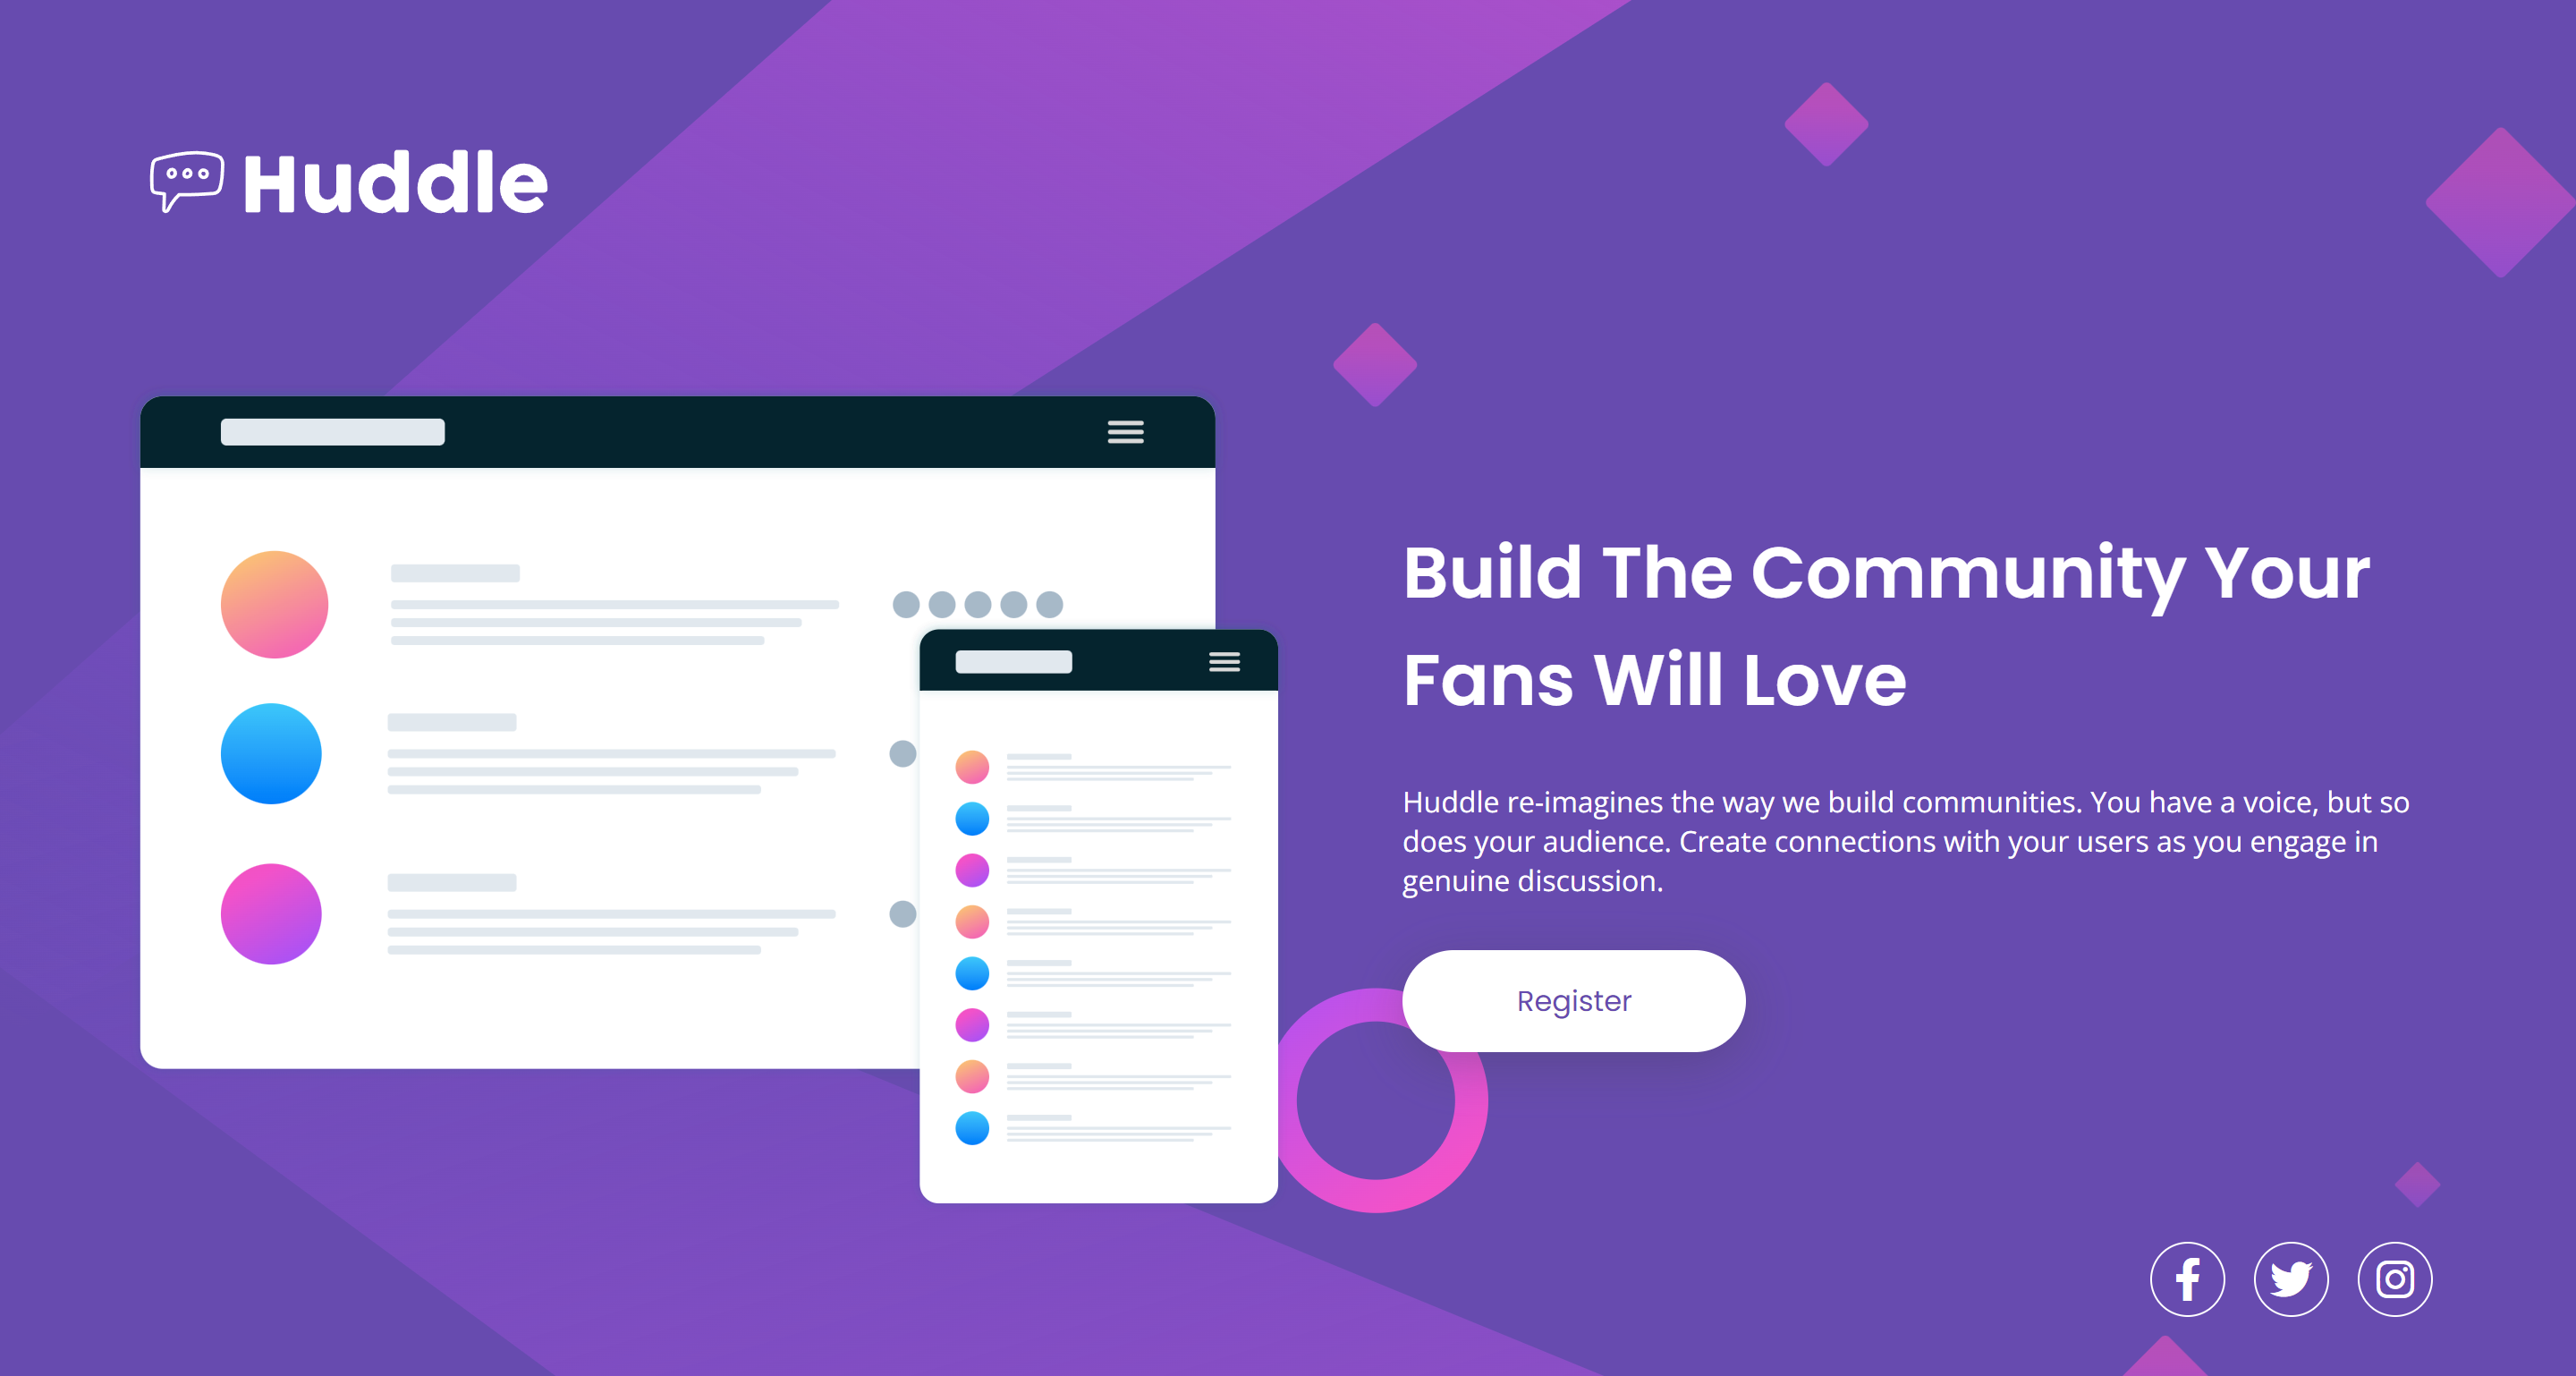 Huddle
Build The Community Your
Fans Will Love
Huddle re-imagines the way we build communities. You have a voice, but so
does your audience. Create connections with your users as you engage in
genuine discussion.
Register